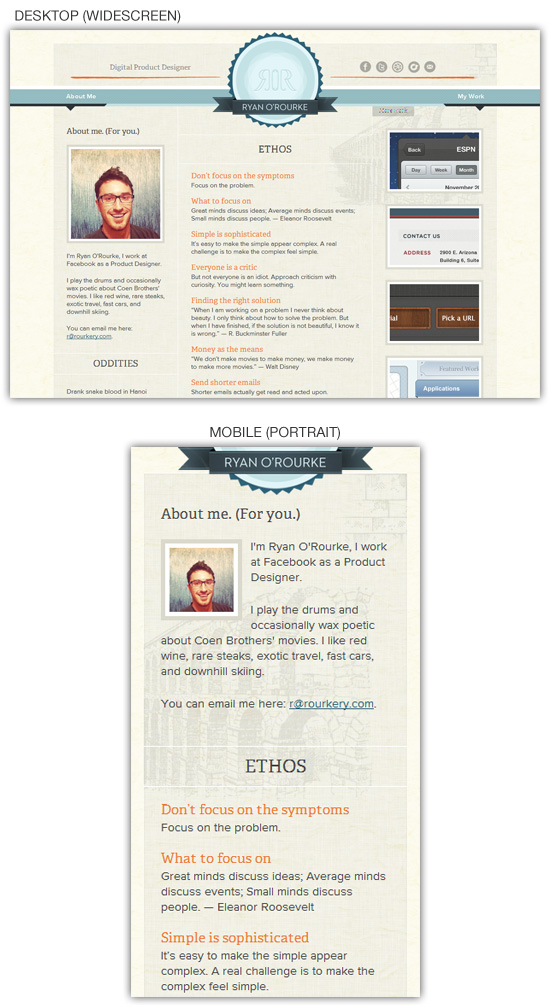 DESKTOP (WIDESCREEN)
Digital Product Designer
RIR
RYAN O'ROURKE
About Me
My Work
About me. (For you.)
I'm Ryan O'Rourke, I work at
Facebook as a Product
Designer.
I play the drums and
occasionally wax poetic
about Coen Brothers'
movies. I like red wine, rare steaks,
exotic travel, fast cars, and
downhill skiing.
You can email me here:
r@rourkery.com
ODDITIES
Drank snake blood in Hanoi
ETHOS
Don't focus on the symptoms
Focus on the problem.
What to focus on
Great minds discuss ideas; Average minds discuss events;
Small minds discuss people. — Eleanor Roosevelt
Simple is sophisticated
It's easy to make the simple appear complex. A real
challenge is to make the complex feel simple.
Everyone is a critic
But not everyone is an idiot. Approach criticism with
curiosity. You might learn something.
Finding the right solution
"When I am working on a problem I never think about
beauty. I only think about how to solve the problem. But
when I have finished, if the solution is not beautiful, I know it
is wrong." — R. Buckminster Fuller
Money as the means
"We don't make movies to make money, we make money
to make more movies." — Walt Disney
Send shorter emails
Shorter emails actually get read and acted upon.
Back
ESPN
Day
Week
Month
November 2
CONTACT US
ADDRESS
2900 E. Arizona
Building 6, Suite
ial
Pick a URL
Featured Work
Applications
MOBILE (PORTRAIT)
RYAN O'ROURKE
About me. (For you.)
I'm Ryan O'Rourke, I work
at Facebook as a Product
Designer.
I play the drums and
occasionally wax poetic
about Coen Brothers' movies. I like red
wine, rare steaks, exotic travel, fast cars,
and downhill skiing.
You can email me here: r@rourkery.com.
ETHOS
Don't focus on the symptoms
Focus on the problem.
What to focus on
Great minds discuss ideas; Average minds
discuss events; Small minds discuss
people. — Eleanor Roosevelt
Simple is sophisticated
It's easy to make the simple appear
complex. A real challenge is to make the
complex feel simple.